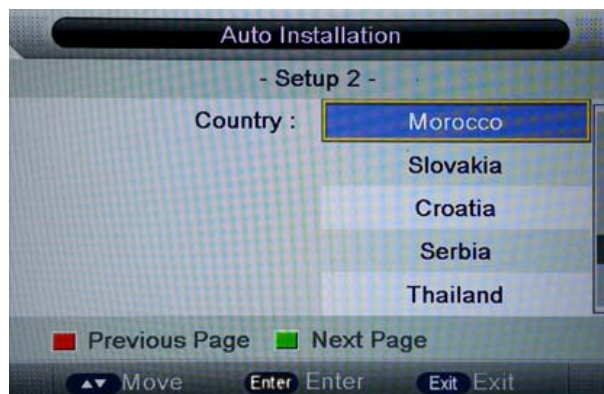 Auto Installation
- Setup 2 -
Country : Morocco
Slovakia
Croatia
Serbia
Thailand
Previous Page Next Page
Move Enter Enter Exit Exit